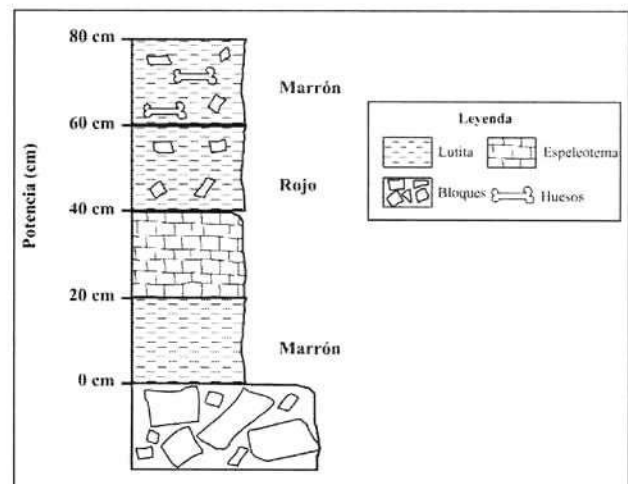 80 cm
Marrón
60 cm
Rojo
40 cm
20 cm
Marrón
0 cm
Potencia (cm)
Leyenda
Lutita
Espeleotema
Bloques
Huesos